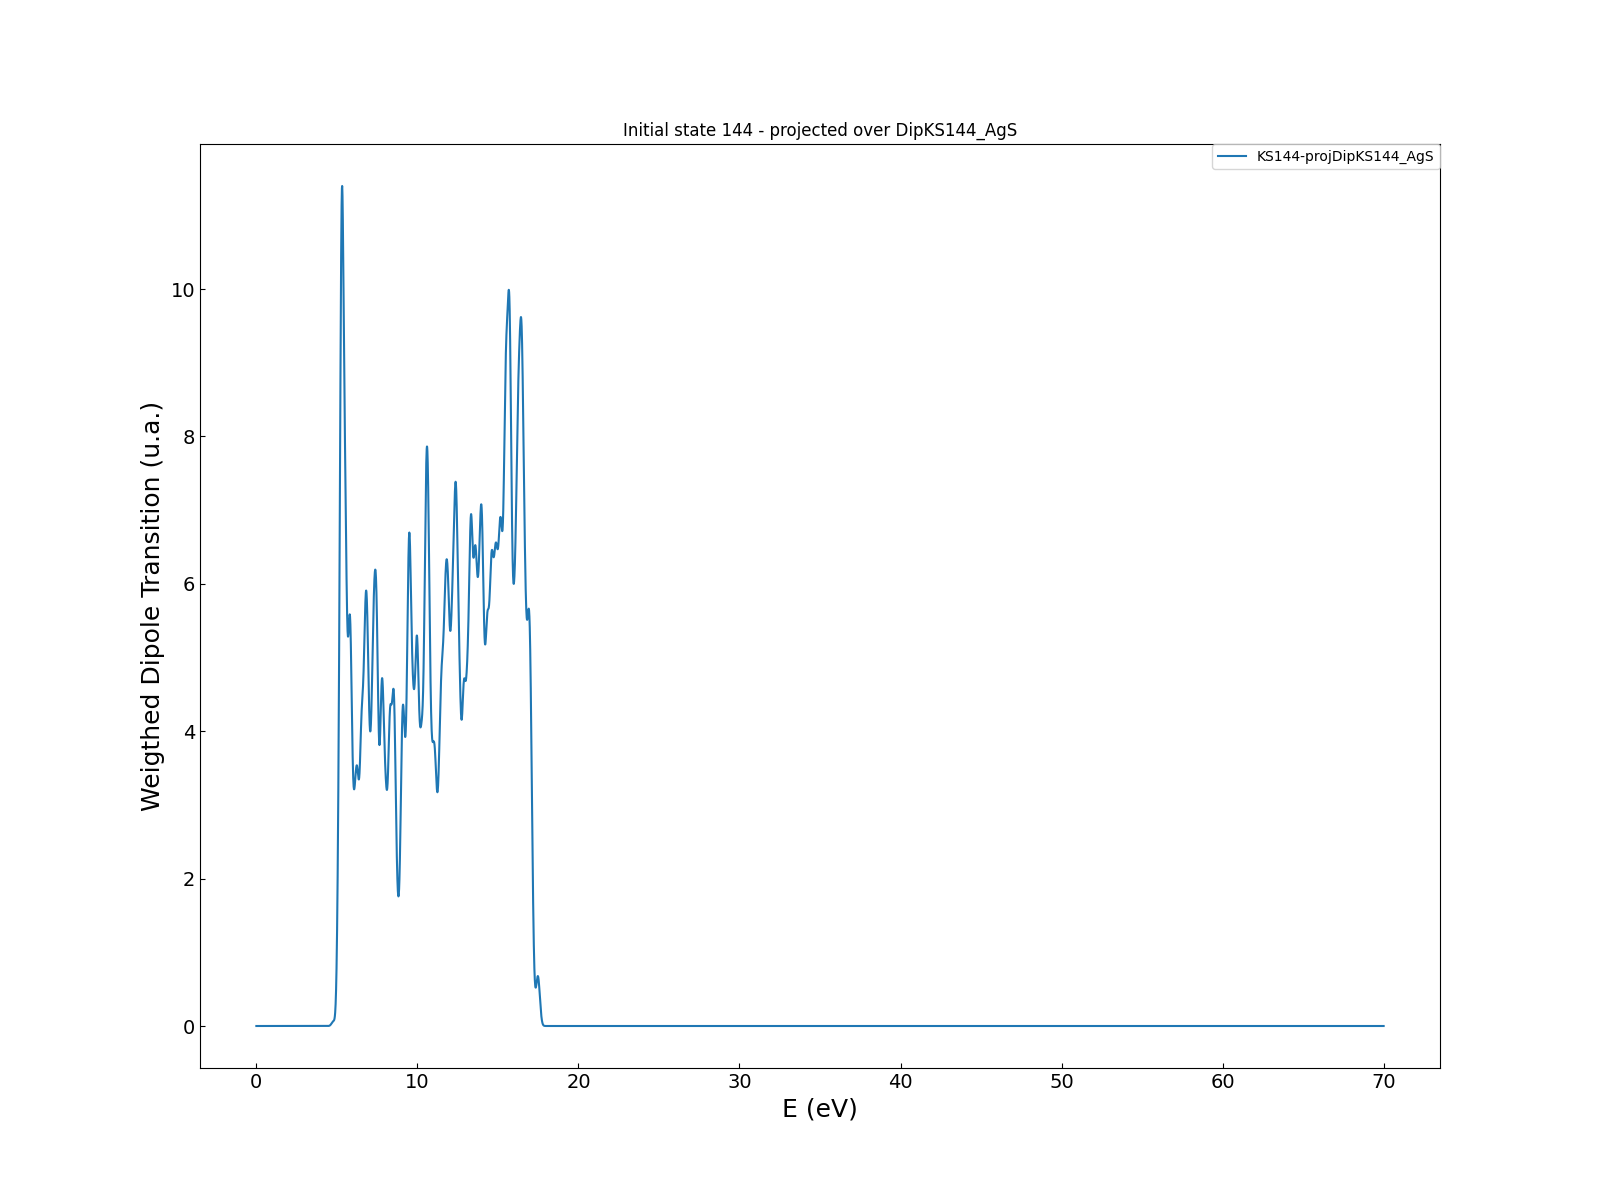 Initial state 144 - projected over DipKS144_AgS
KS144-projDipKS144_AgS
Weigthed Dipole Transition (u.a.)
10
8
6
4
2
0
0 10 20 30 40 50 60 70
E (eV)